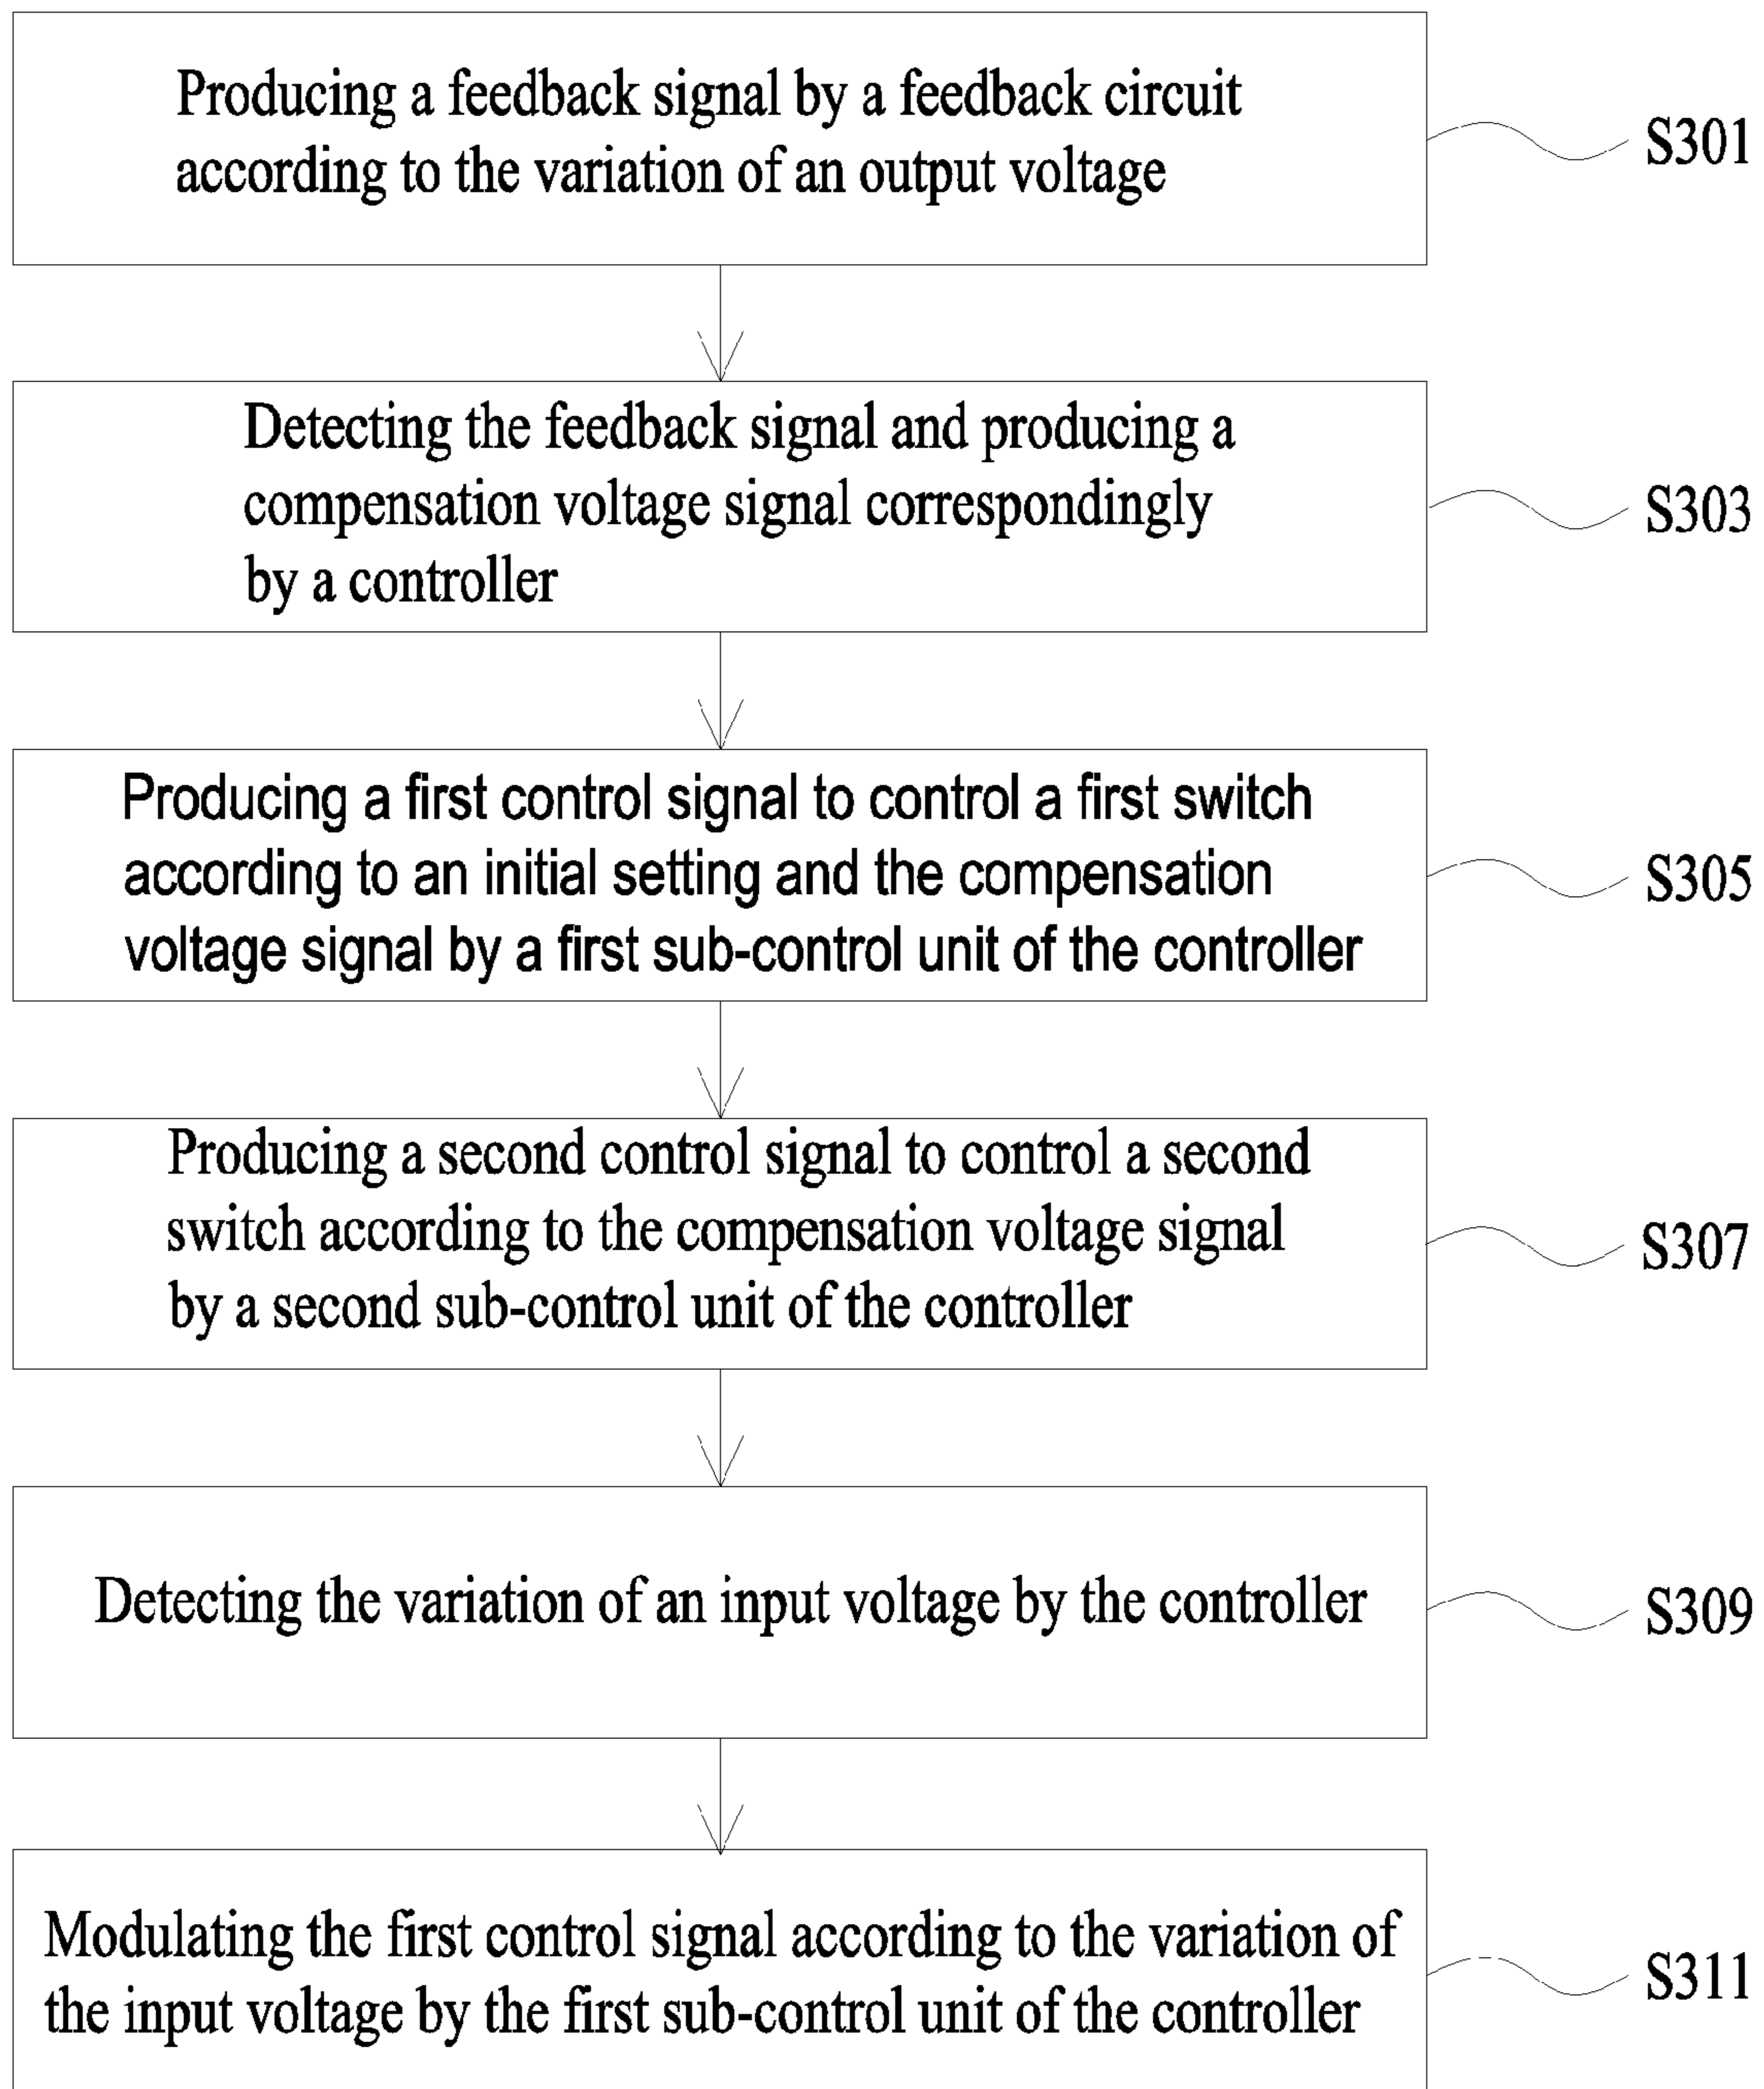 Producing a feedback signal by a feedback circuit
according to the variation of an output voltage
S301
Detecting the feedback signal and producing a
compensation voltage signal correspondingly
by a controller
S303
Producing a first control signal to control a first switch
according to an initial setting and the compensation
voltage signal by a first sub-control unit of the controller
S305
Producing a second control signal to control a second
switch according to the compensation voltage signal
by a second sub-control unit of the controller
S307
Detecting the variation of an input voltage by the controller
S309
Modulating the first control signal according to the variation of
the input voltage by the first sub-control unit of the controller
S311